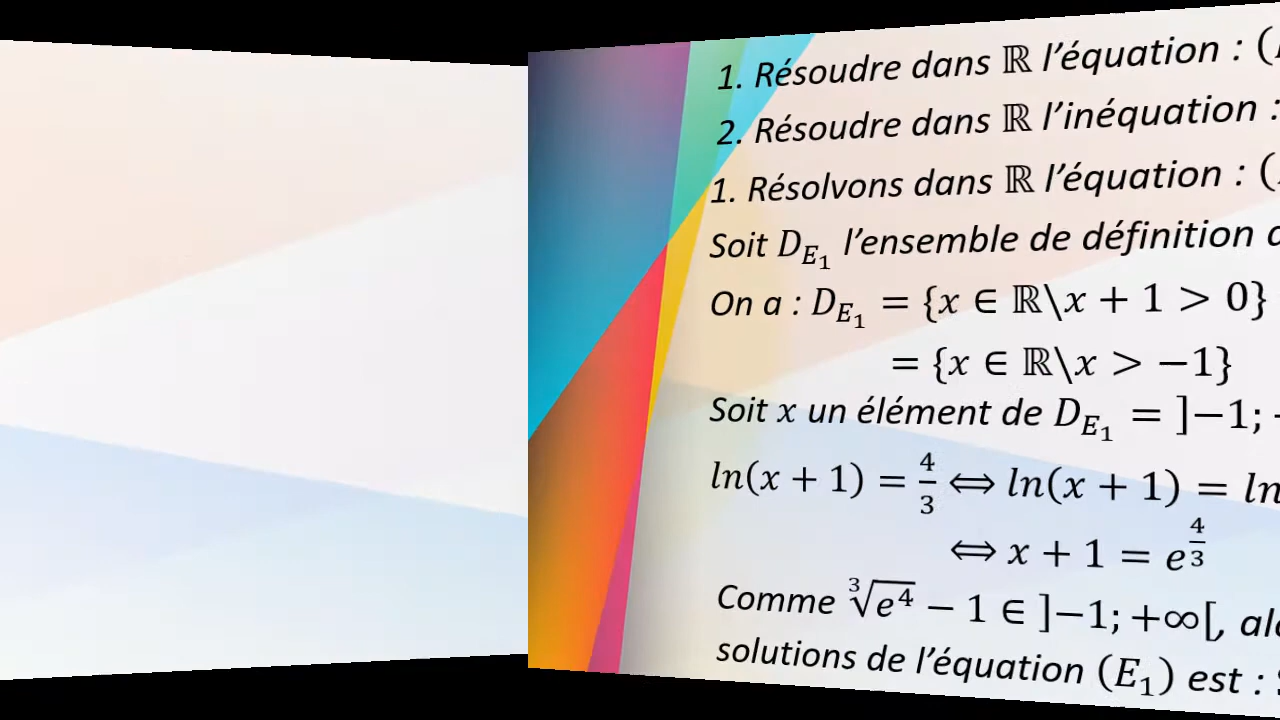 1. Résoudre dans ℝ l’équation : (
2. Résoudre dans ℝ l’inéquation :
1. Résolvons dans ℝ l’équation : (
Soit D_{E_1} l’ensemble de définition
On a : D_{E_1} = {x ∈ ℝ\x + 1 > 0}
= {x ∈ ℝ\x > −1}
Soit x un élément de D_{E_1} = ]−1;
ln(x + 1) = 4/3 ⟺ ln(x + 1) = ln
⟺ x + 1 = e^{4/3}
Comme ∛e⁴ − 1 ∈ ]−1; +∞[,
solutions de l’équation (E_1) est :